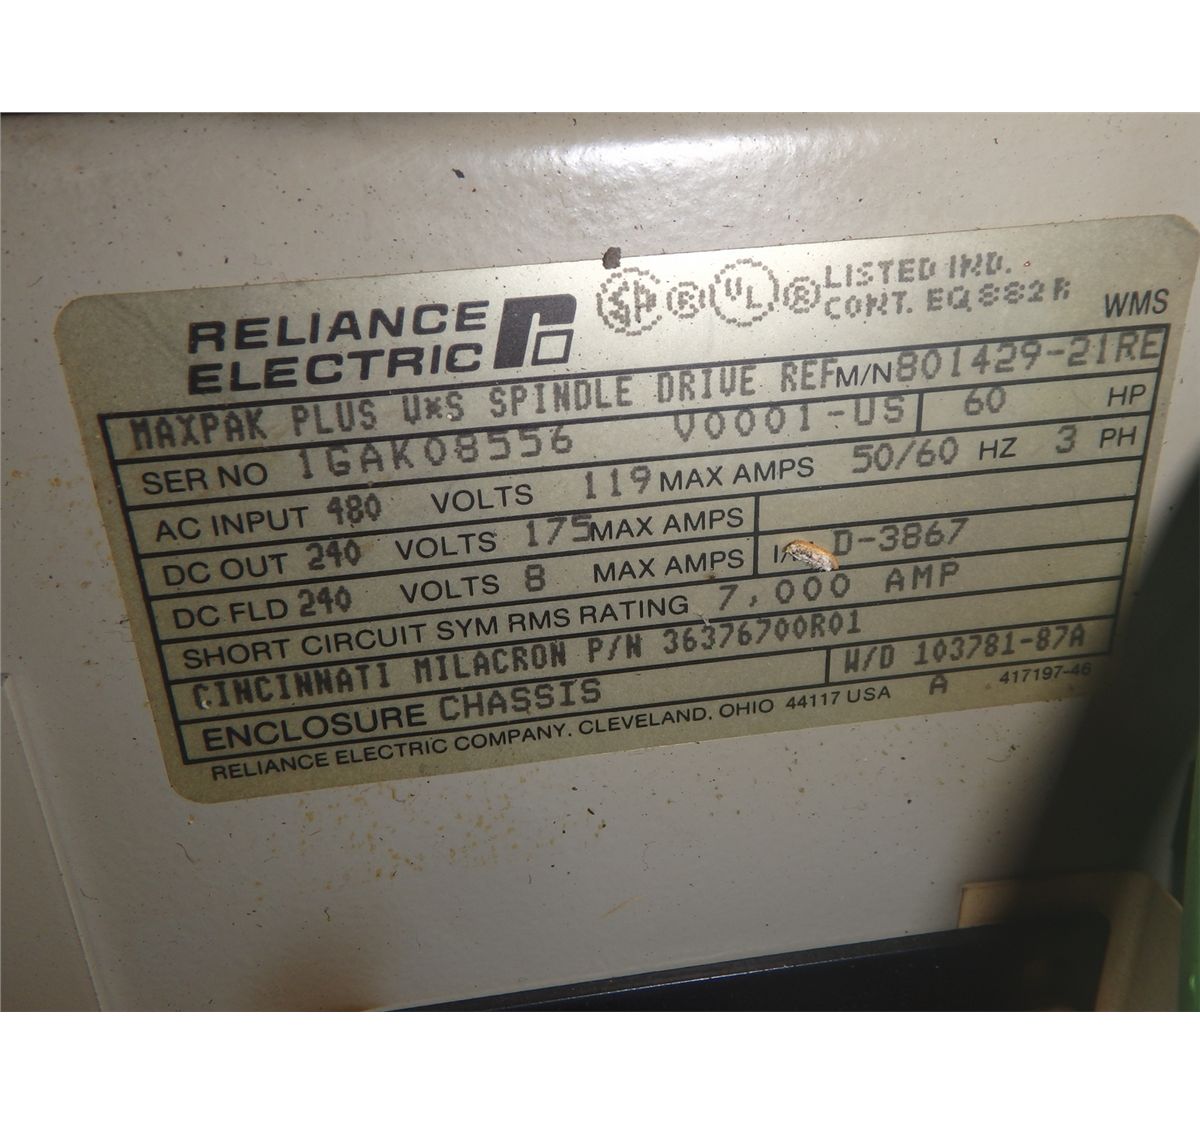 RELIANCE
ELECTRIC
SA ® UL ® LISTED IND.
CONT. EQ 882R
WMS
MAXPAK PLUS V*S SPINDLE DRIVE REF M/N 801429-21RE
SER NO 1GAK08556 V0001-US 60 HP
AC INPUT 480 VOLTS 119 MAX AMPS 50/60 HZ 3 PH
DC OUT 240 VOLTS 175 MAX AMPS
DC FLD 240 VOLTS 8 MAX AMPS D-3867
SHORT CIRCUIT SYM RMS RATING 7,000 AMP
CINCINNATI MILACRON P/N 36376700R01
ENCLOSURE CHASSIS W/D 103781-87A
RELIANCE ELECTRIC COMPANY, CLEVELAND, OHIO 44117 USA A 417197-46